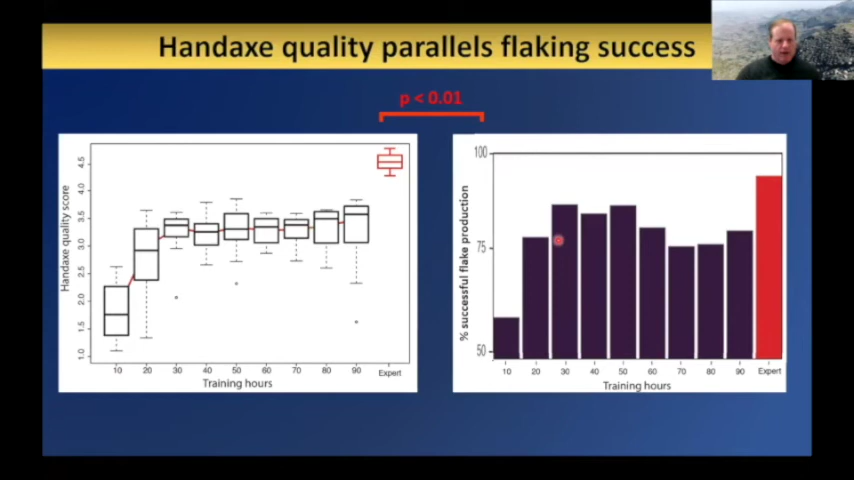 Handaxe quality parallels flaking success
p < 0.01
Handaxe quality score
4.5
4.0
3.5
3.0
2.5
2.0
1.5
1.0
10 20 30 40 50 60 70 80 90 Expert
Training hours
% successful flake production
100
75
50
10 20 30 40 50 60 70 80 90 Expert
Training hours